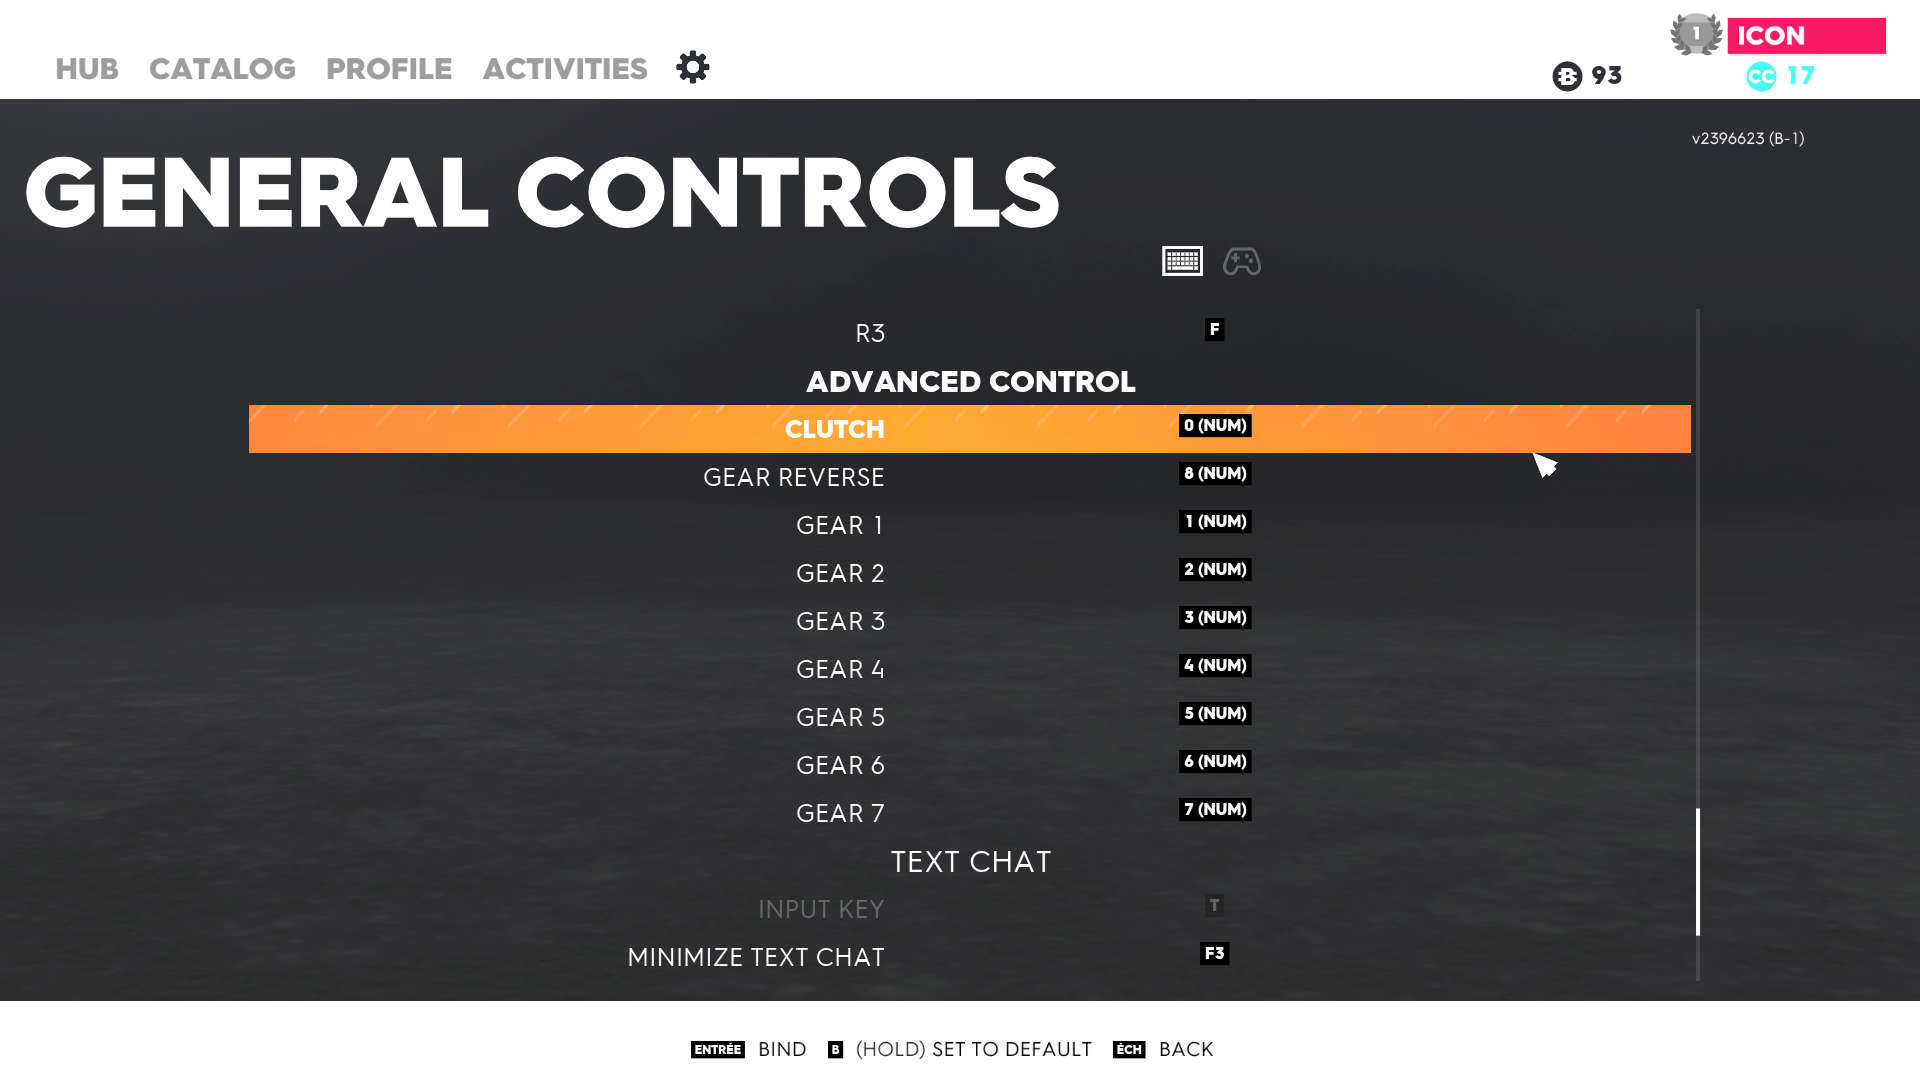 1 ICON
HUB CATALOG PROFILE ACTIVITIES
B 93 CC 17
v2396623 (B-1)
GENERAL CONTROLS
R3 F
ADVANCED CONTROL
CLUTCH 0 (NUM)
GEAR REVERSE 8 (NUM)
GEAR 1 1 (NUM)
GEAR 2 2 (NUM)
GEAR 3 3 (NUM)
GEAR 4 4 (NUM)
GEAR 5 5 (NUM)
GEAR 6 6 (NUM)
GEAR 7 7 (NUM)
TEXT CHAT
INPUT KEY T
MINIMIZE TEXT CHAT F3
ENTRÉE BIND B (HOLD) SET TO DEFAULT ÉCH BACK